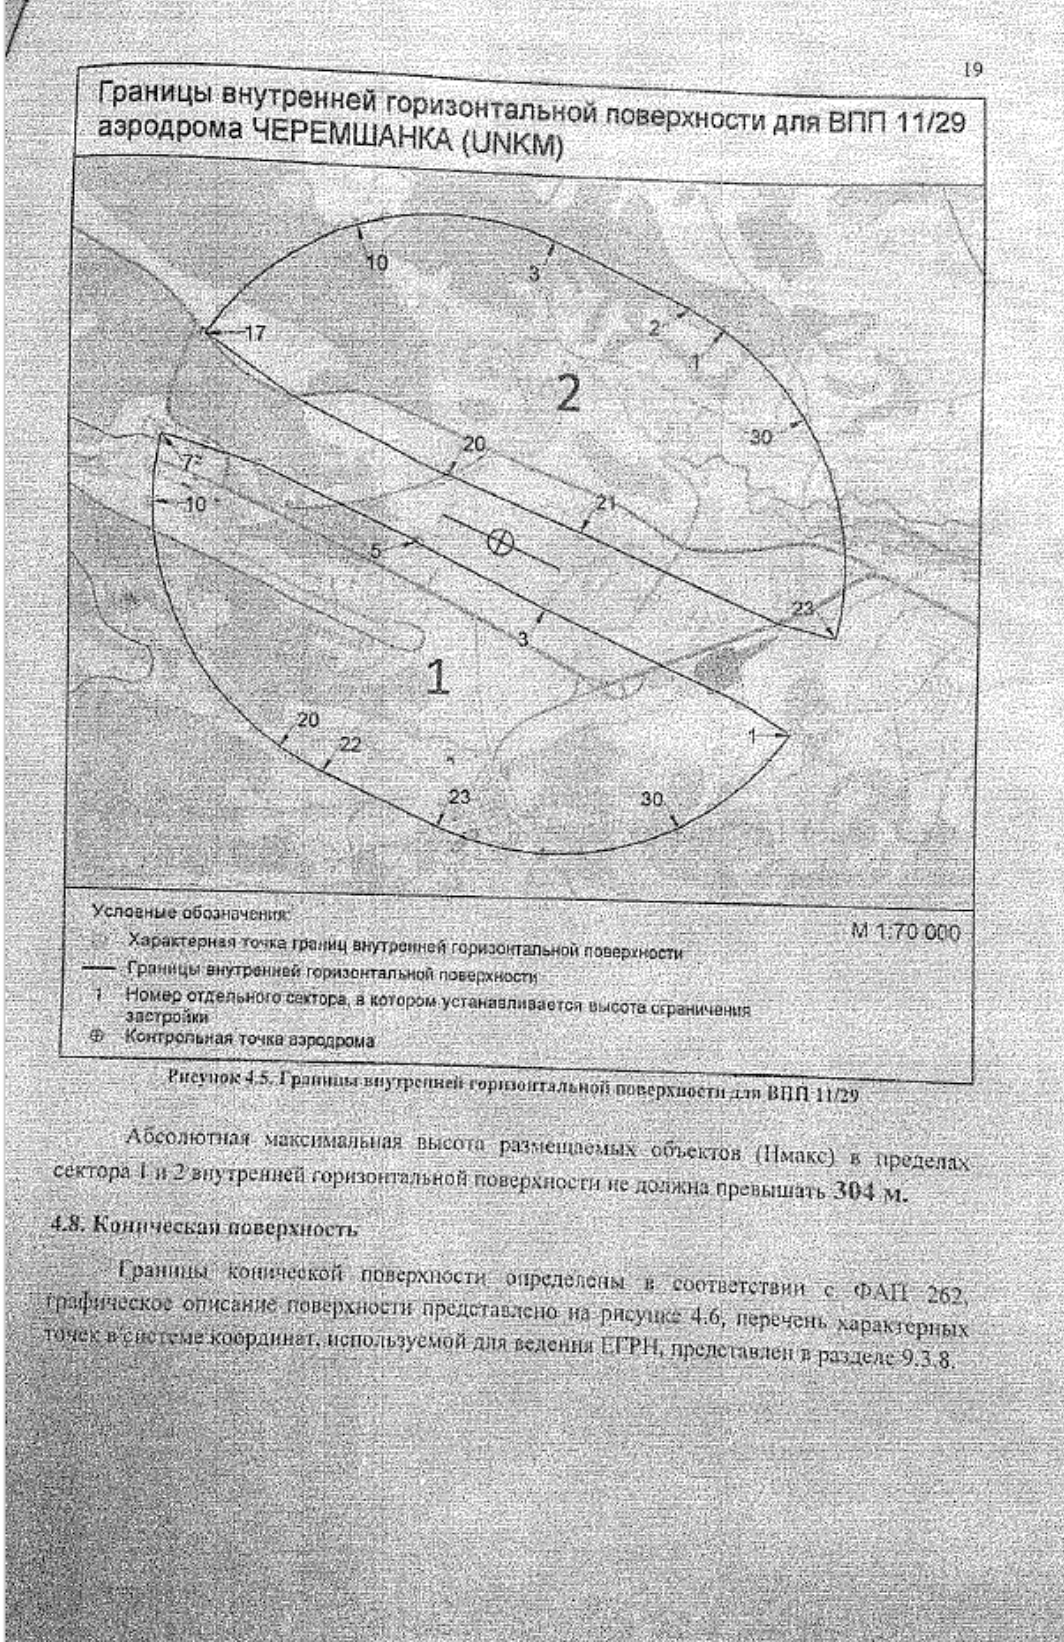 19
Границы внутренней горизонтальной поверхности для ВПП 11/29
аэродрома ЧЕРЕМШАНКА (UNKM)
10
3
17
2
1
2
30
20
7
21
10
5
23
3
1
20
1
22
23
30
Условные обозначения:
М 1:70 000
Характерная точка границ внутренней горизонтальной поверхности
Границы внутренней горизонтальной поверхности
1 Номер отдельного сектора, в котором устанавливается высота ограничения
застройки
Контрольная точка аэродрома
Рисунок 4.5. Границы внутренней горизонтальной поверхности для ВПП 11/29
Абсолютная максимальная высота размещаемых объектов (Нмакс) в пределах
сектора 1 и 2 внутренней горизонтальной поверхности не должна превышать 304 м.
4.8. Коническая поверхность
Границы конической поверхности определены в соответствии с ФАП 262,
графическое описание поверхности представлено на рисунке 4.6, перечень характерных
точек в системе координат, используемой для ведения ЕГРН, представлен в разделе 9.3.8.